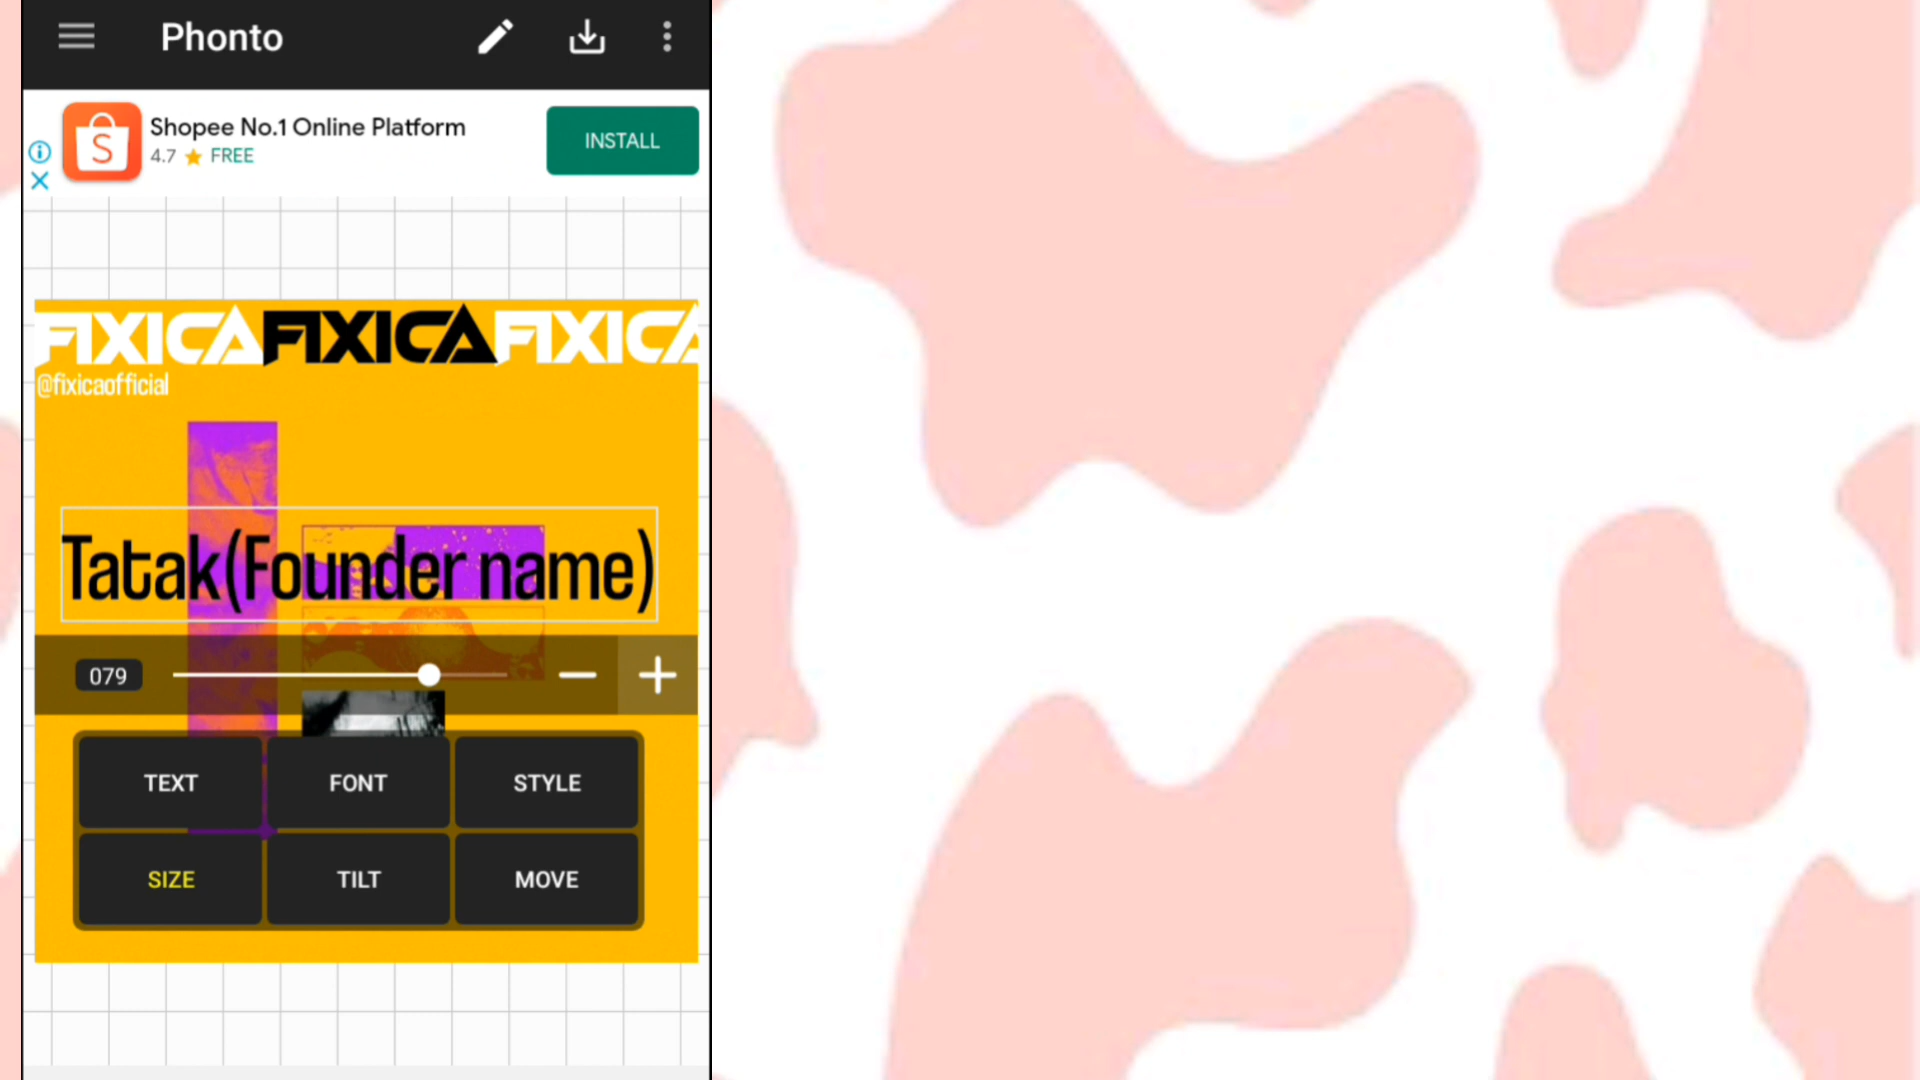 Phonto
Shopee No.1 Online Platform
4.7 FREE
INSTALL
FIXICAFIXICAFIXICA
@fixicaofficial
Tatak(Founder name)
079
TEXT FONT STYLE
SIZE TILT MOVE